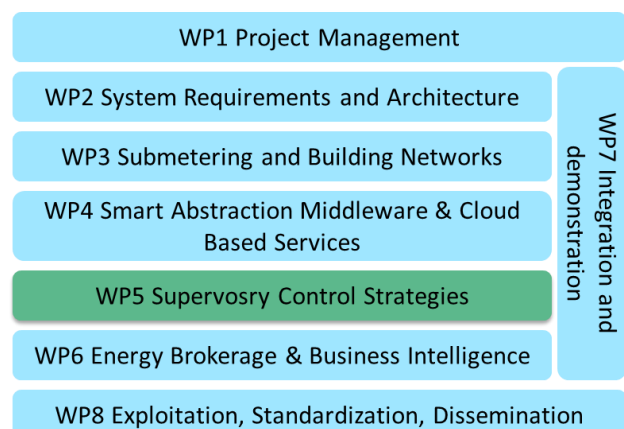 WP1 Project Management
WP2 System Requirements and Architecture
WP3 Submetering and Building Networks
WP4 Smart Abstraction Middleware & Cloud
Based Services
WP5 Supervosry Control Strategies
WP6 Energy Brokerage & Business Intelligence
WP7 Integration and
demonstration
WP8 Exploitation, Standardization, Dissemination